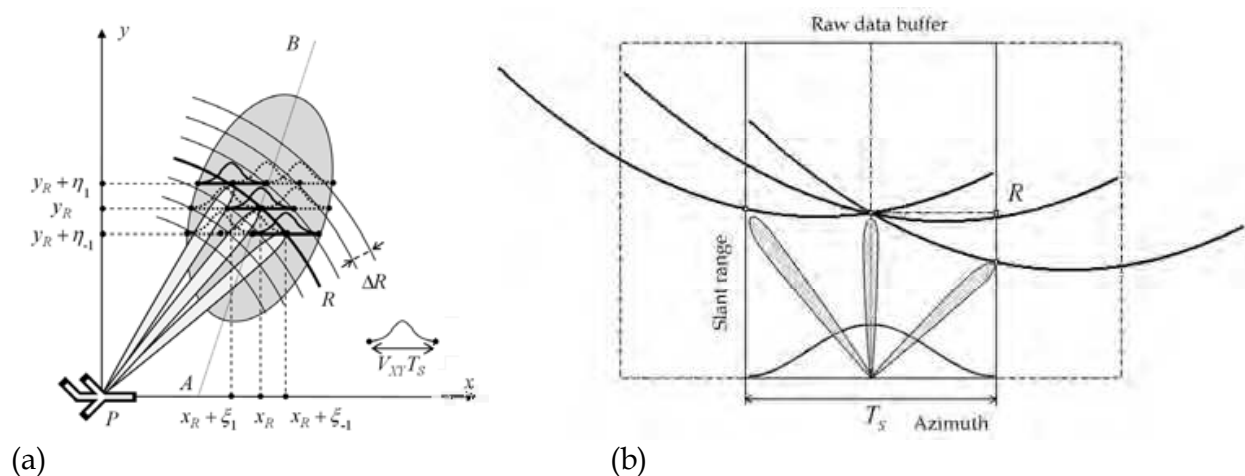 y
B
y_R + η_1
y_R
y_R + η_-1
R
ΔR
V_XY T_S
A
P
x
x_R + ξ_1
x_R
x_R + ξ_-1
(a)
Raw data buffer
R
Slant range
T_s
Azimuth
(b)